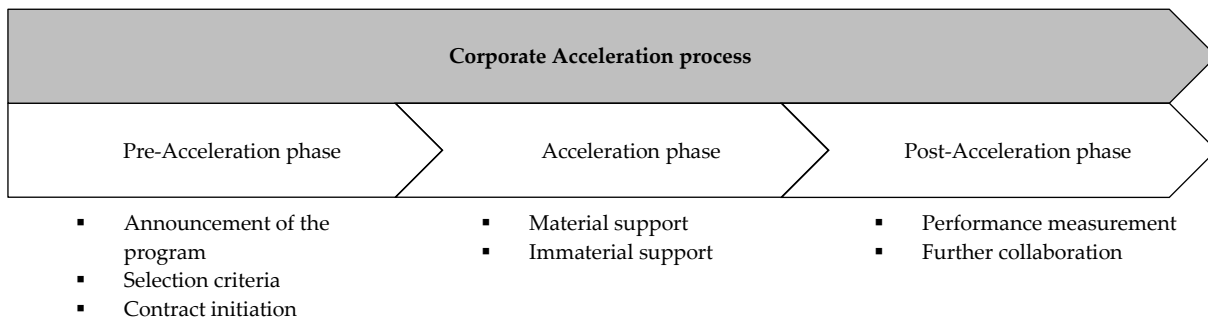 Corporate Acceleration process
Pre-Acceleration phase
Acceleration phase
Post-Acceleration phase
▪ Announcement of the
program
▪ Selection criteria
▪ Contract initiation
▪ Material support
▪ Immaterial support
▪ Performance measurement
▪ Further collaboration